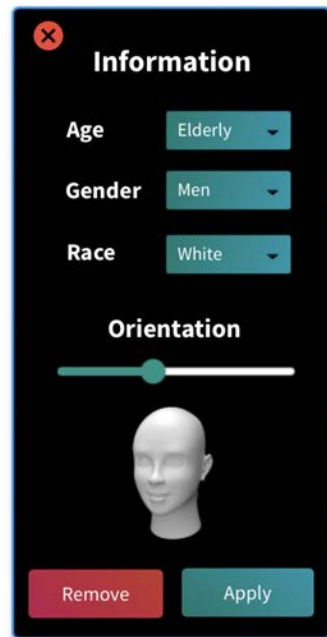 Information
Age Elderly
Gender Men
Race White
Orientation
Remove Apply